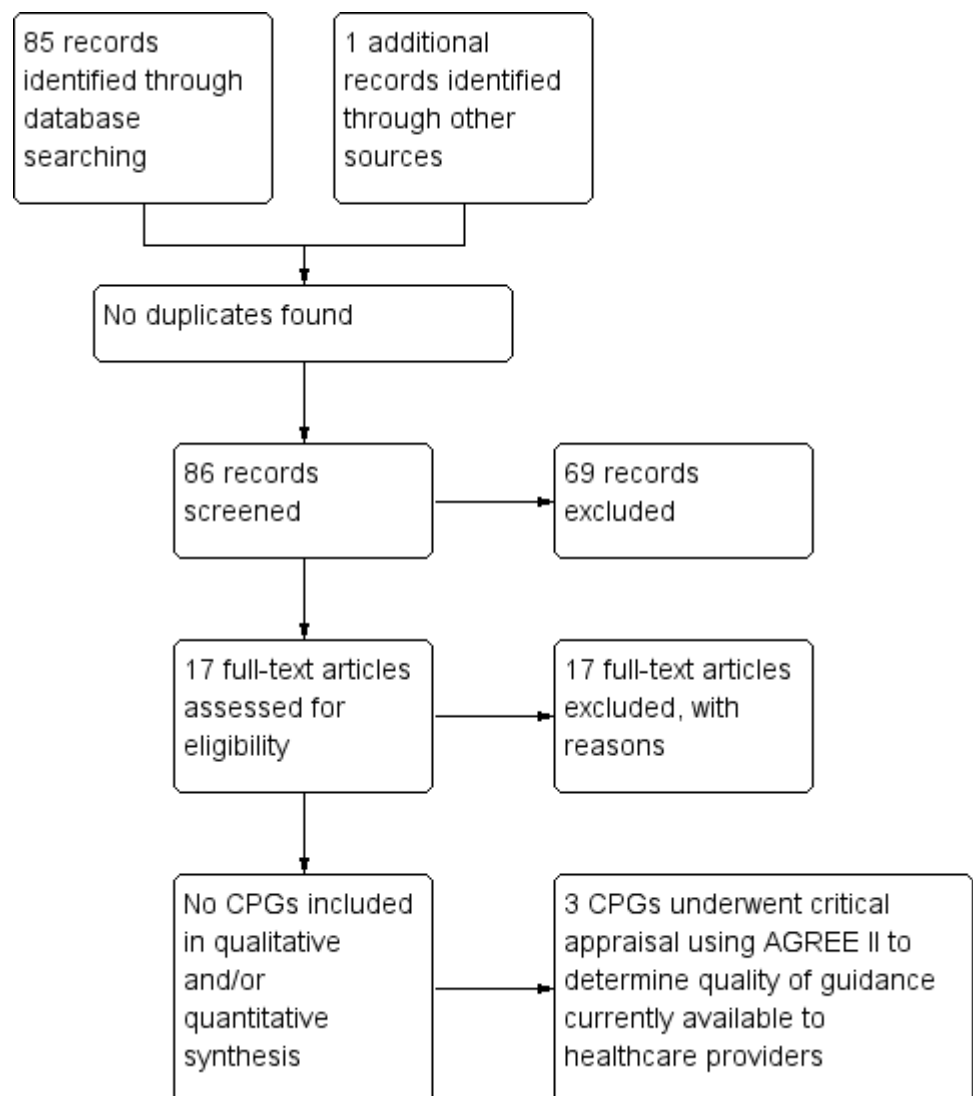 85 records
identified through
database
searching
1 additional
records identified
through other
sources
No duplicates found
86 records
screened
69 records
excluded
17 full-text articles
assessed for
eligibility
17 full-text articles
excluded, with
reasons
No CPGs included
in qualitative
and/or
quantitative
synthesis
3 CPGs underwent critical
appraisal using AGREE II to
determine quality of guidance
currently available to
healthcare providers